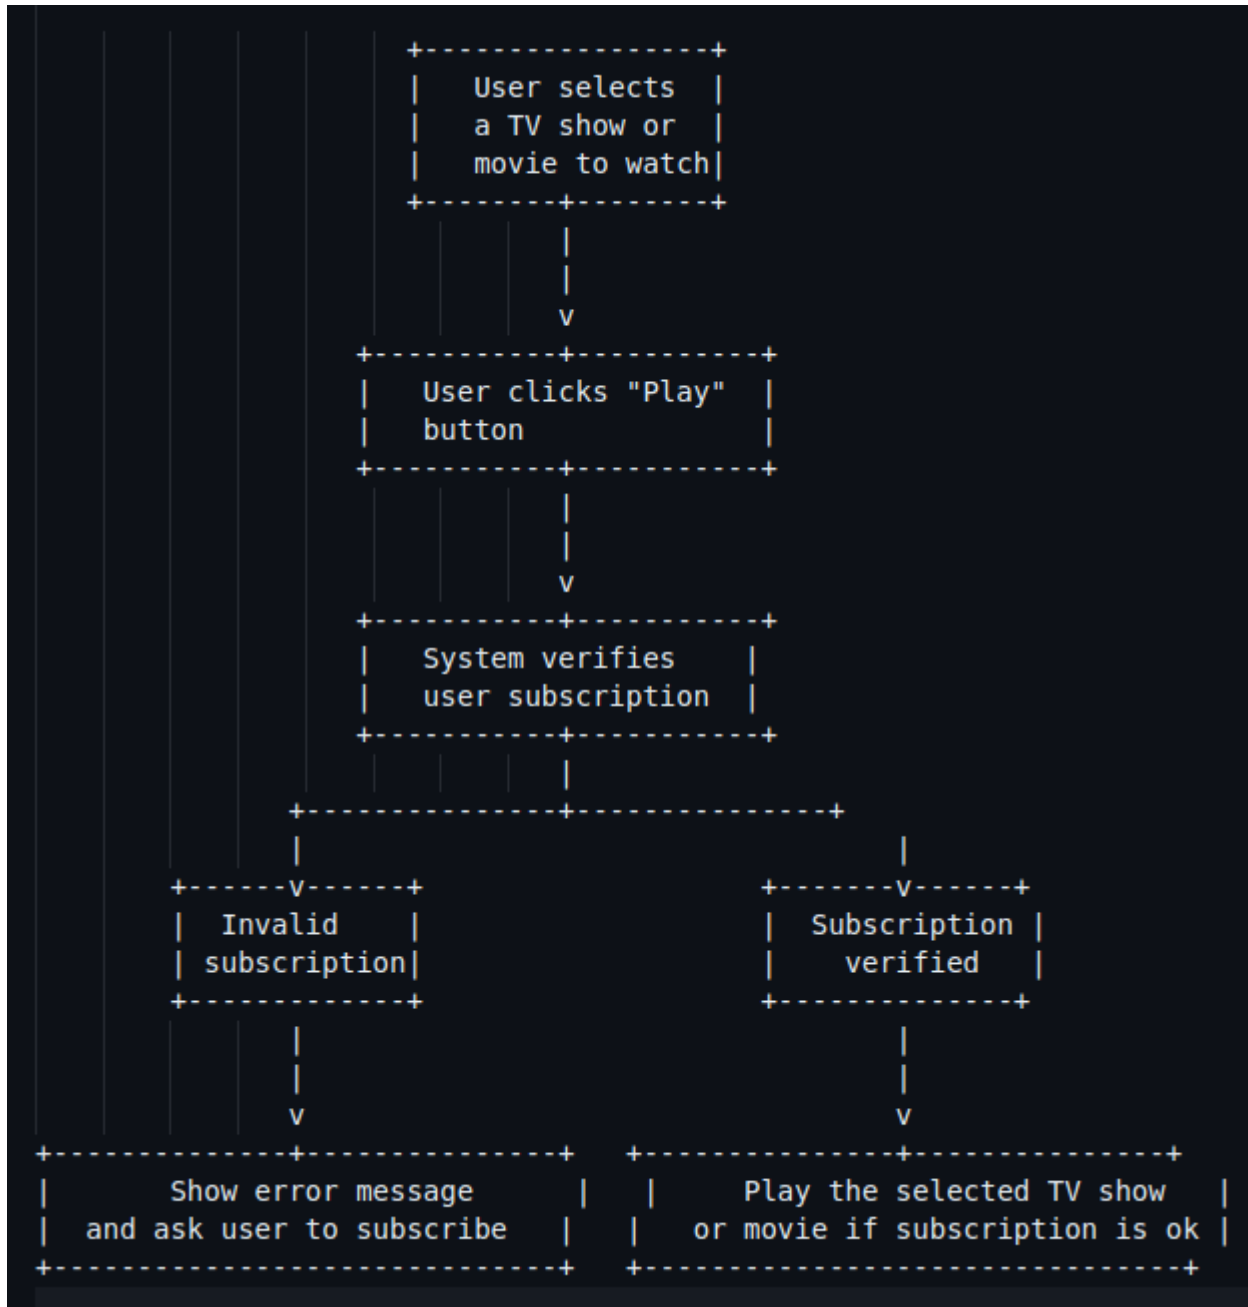 User selects
a TV show or
movie to watch
User clicks "Play"
button
System verifies
user subscription
Invalid
subscription
Subscription
verified
Show error message
and ask user to subscribe
Play the selected TV show
or movie if subscription is ok